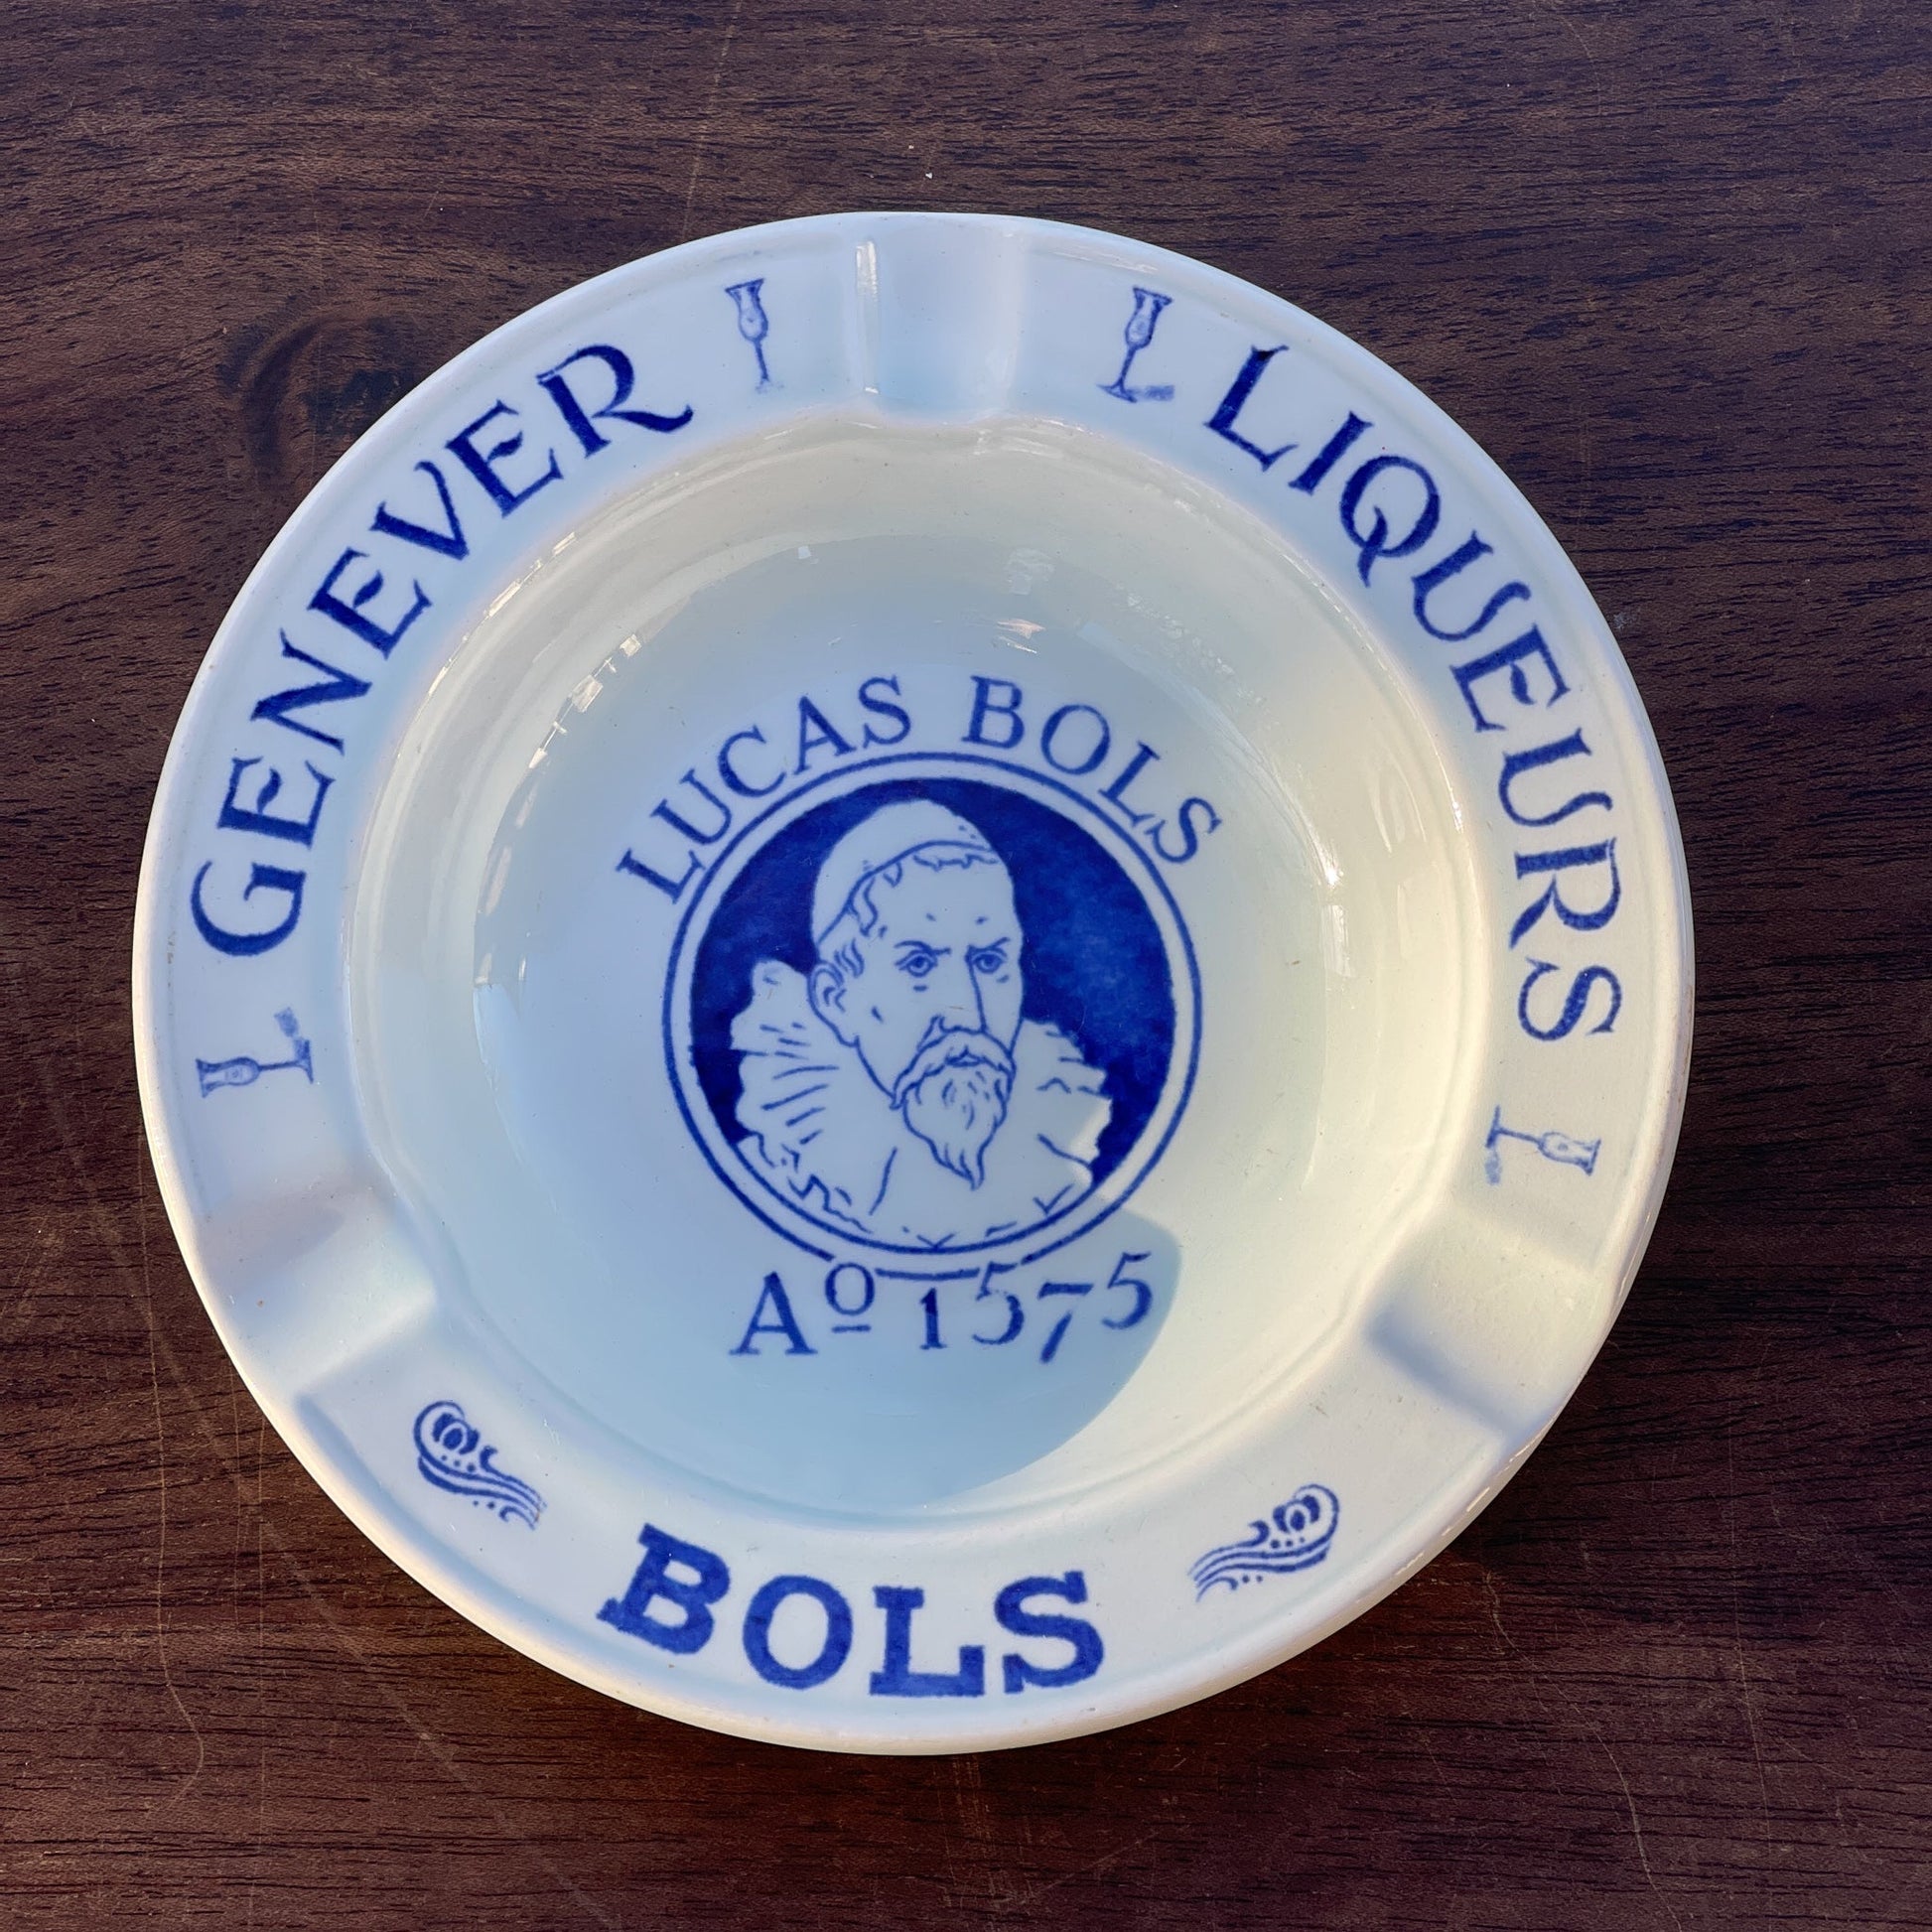 GENEVER
LIQUEURS
LUCAS BOLS
Aº 1575
BOLS